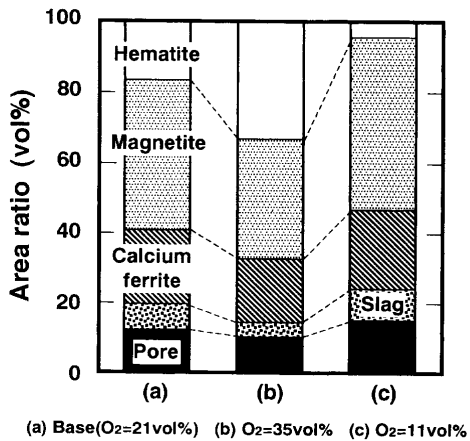 Area ratio (vol%)
100
80
60
40
20
0
Hematite
Magnetite
Calcium
ferrite
Pore
Slag
(a) (b) (c)
(a) Base(O2=21vol%) (b) O2=35vol% (c) O2=11vol%